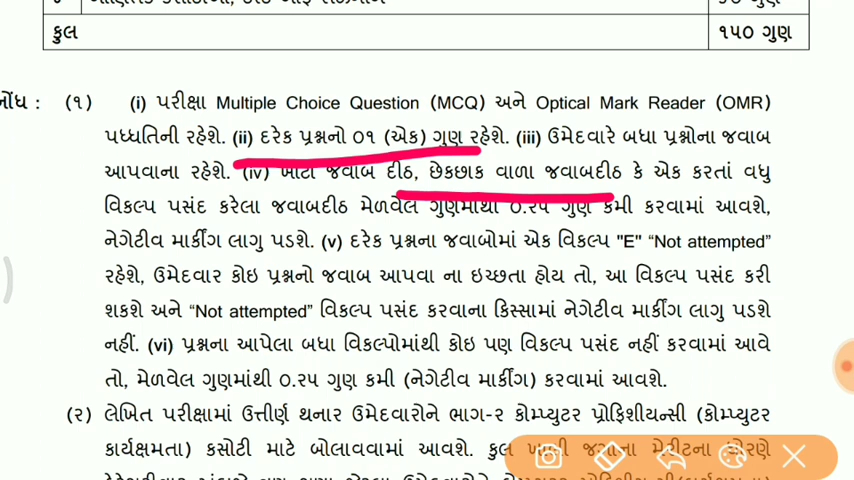 કુલ ૧૫૦ ગુણ
નોંધ : (૧) (i) પરીક્ષા Multiple Choice Question (MCQ) અને Optical Mark Reader (OMR)
પધ્ધતિની રહેશે. (ii) દરેક પ્રશ્નનો ૦૧ (એક) ગુણ રહેશે. (iii) ઉમેદવારે બધા પ્રશ્નોના જવાબ
આપવાના રહેશે. (iv) ખોટા જવાબ દીઠ, છેકછાક વાળા જવાબદીઠ કે એક કરતાં વધુ
વિકલ્પ પસંદ કરેલા જવાબદીઠ મેળવેલ ગુણમાંથી ૦.૨૫ ગુણ કમી કરવામાં આવશે,
નેગેટીવ માર્કીંગ લાગુ પડશે. (v) દરેક પ્રશ્નના જવાબોમાં એક વિકલ્પ "E" “Not attempted”
રહેશે, ઉમેદવાર કોઇ પ્રશ્નનો જવાબ આપવા ના ઇચ્છતા હોય તો, આ વિકલ્પ પસંદ કરી
શકશે અને “Not attempted” વિકલ્પ પસંદ કરવાના કિસ્સામાં નેગેટીવ માર્કીંગ લાગુ પડશે
નહીં. (vi) પ્રશ્નના આપેલા બધા વિકલ્પોમાંથી કોઇ પણ વિકલ્પ પસંદ નહીં કરવામાં આવે
તો, મેળવેલ ગુણમાંથી ૦.૨૫ ગુણ કમી (નેગેટીવ માર્કીંગ) કરવામાં આવશે.
(૨) લેખિત પરીક્ષામાં ઉત્તીર્ણ થનાર ઉમેદવારોને ભાગ-૨ કોમ્પ્યુટર પ્રોફિશીયન્સી (કોમ્પ્યુટર
કાર્યક્ષમતા) કસોટી માટે બોલાવવામાં આવશે. કુલ ખાલી જગ્યાના મેરીટના ધોરણે